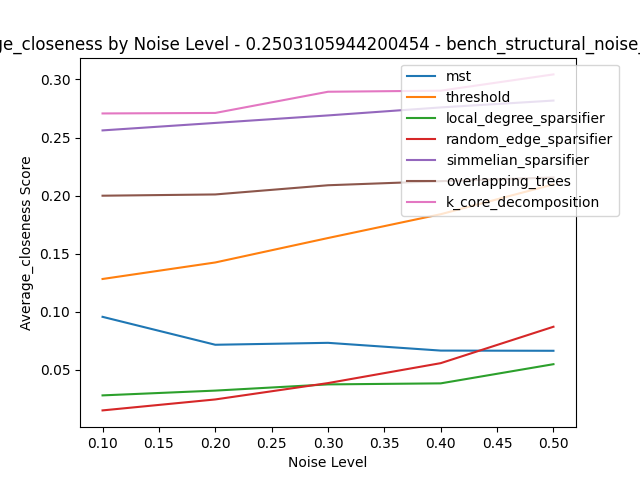 ge_closeness by Noise Level - 0.2503105944200454 - bench_structural_noise_
mst
threshold
local_degree_sparsifier
random_edge_sparsifier
simmelian_sparsifier
overlapping_trees
k_core_decomposition
Average_closeness Score
0.30
0.25
0.20
0.15
0.10
0.05
0.10 0.15 0.20 0.25 0.30 0.35 0.40 0.45 0.50
Noise Level